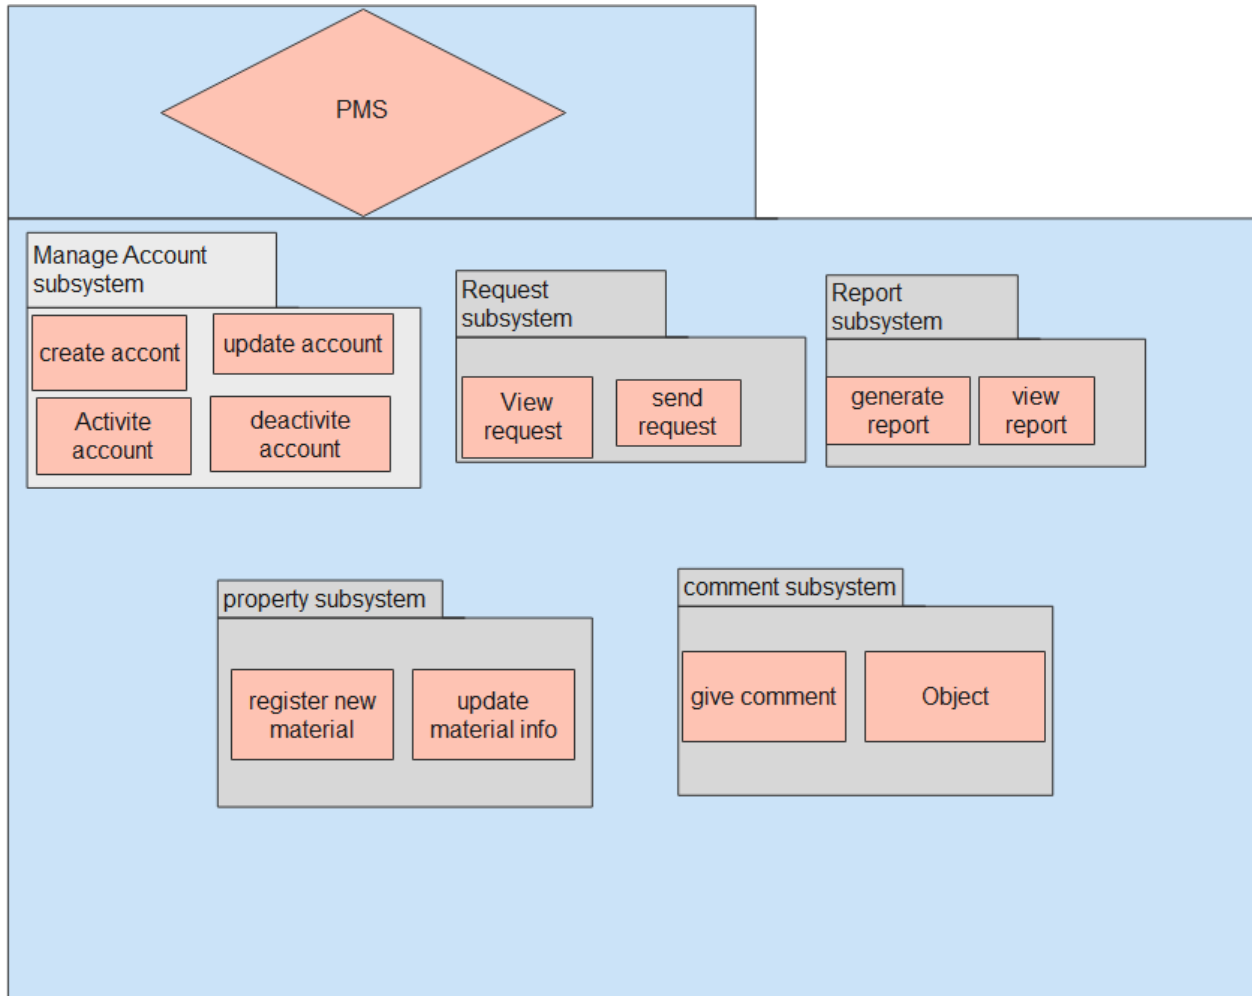 PMS
Manage Account
subsystem
create accont
update account
Activite
account
deactivite
account
Request
subsystem
View
request
send
request
Report
subsystem
generate
report
view
report
property subsystem
register new
material
update
material info
comment subsystem
give comment
Object